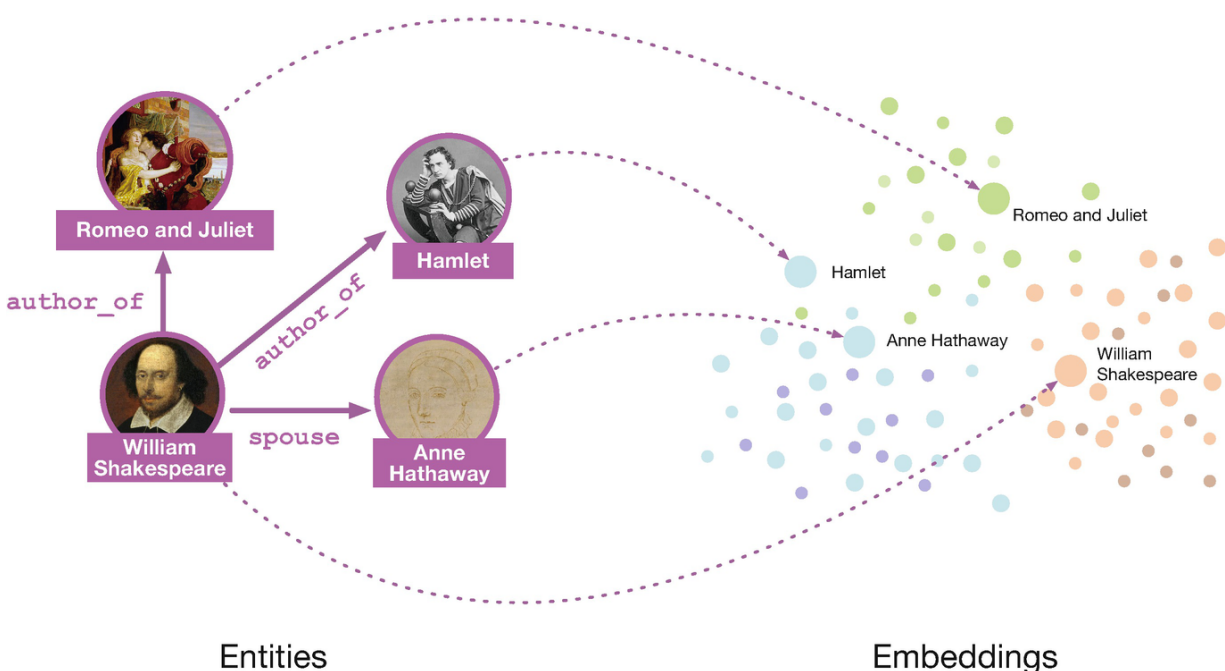 Romeo and Juliet
Hamlet
author_of
author_of
William
Shakespeare
spouse
Anne
Hathaway
Romeo and Juliet
Hamlet
Anne Hathaway
William
Shakespeare
Entities
Embeddings